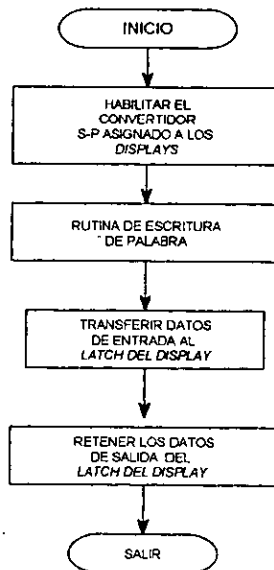 INICIO
HABILITAR EL
CONVERTIDOR
S-P ASIGNADO A LOS
DISPLAYS
RUTINA DE ESCRITURA
DE PALABRA
TRANSFERIR DATOS
DE ENTRADA AL
LATCH DEL DISPLAY
RETENER LOS DATOS
DE SALIDA DEL
LATCH DEL DISPLAY
SALIR